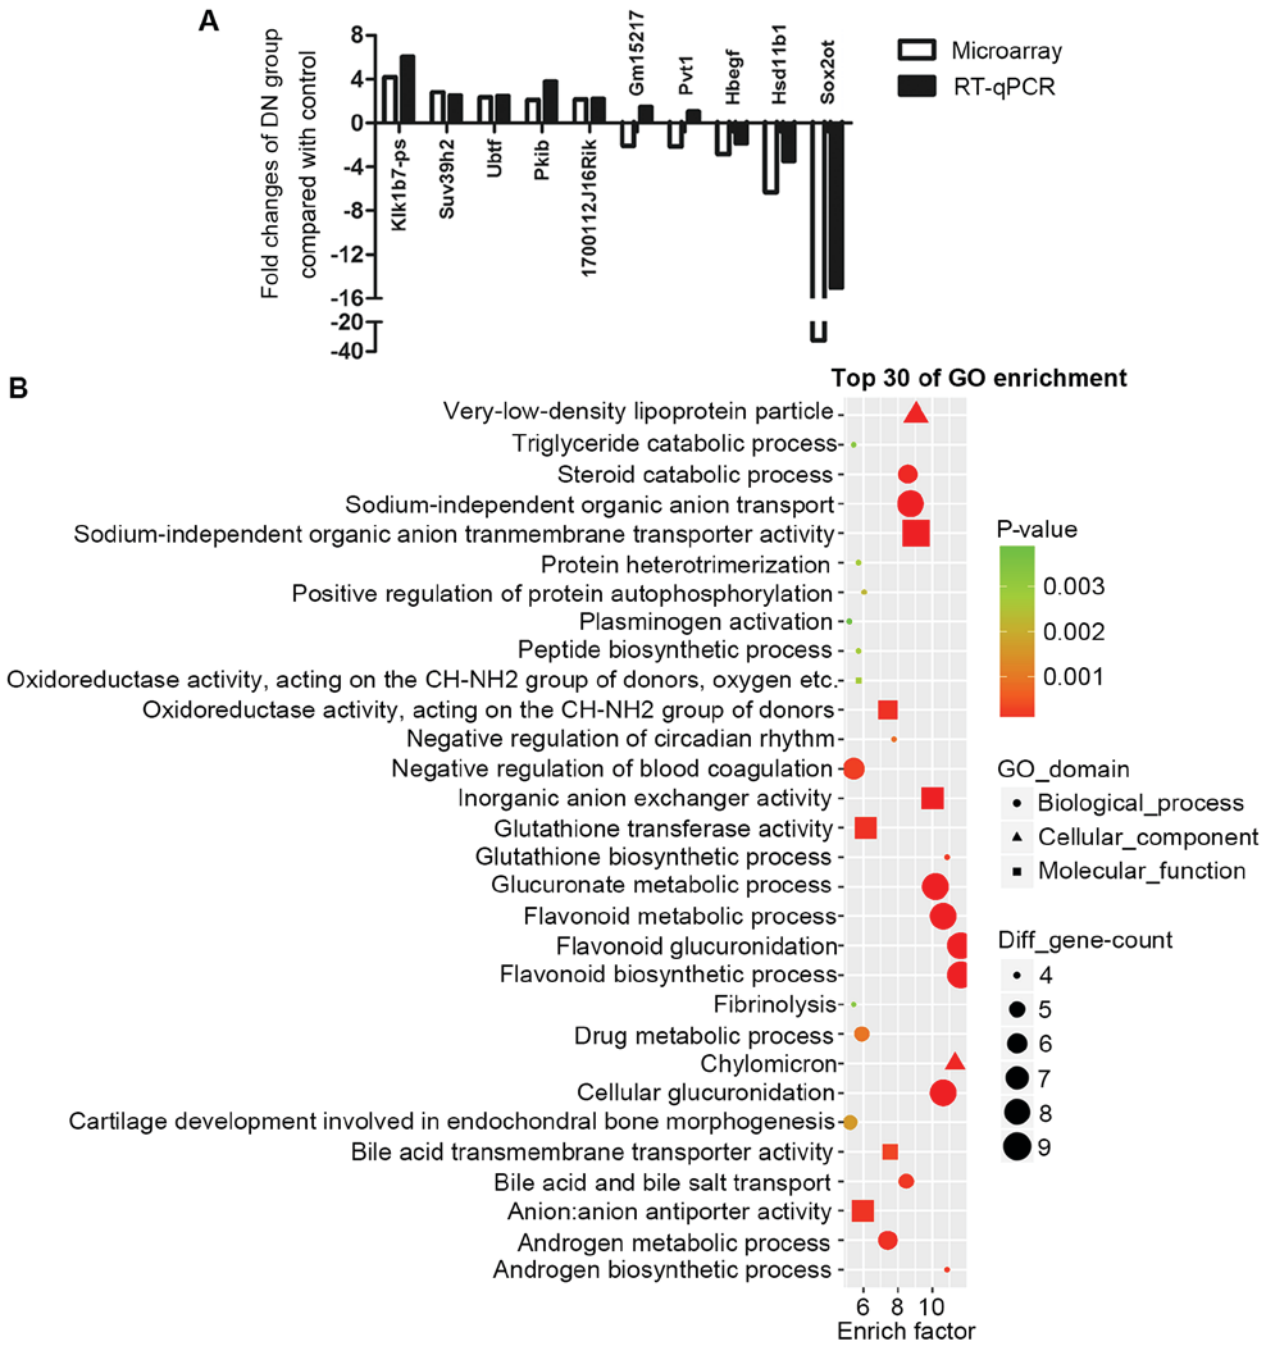 A
Fold changes of DN group
compared with control
8
4
0
-4
-8
-12
-16
-20
-40
Klk1b7-ps
Suv39h2
Ubtf
Pkib
1700112J16Rik
Gm15217
Pvt1
Hbegf
Hsd11b1
Sox2ot
Microarray
RT-qPCR
B
Top 30 of GO enrichment
Very-low-density lipoprotein particle
Triglyceride catabolic process
Steroid catabolic process
Sodium-independent organic anion transport
Sodium-independent organic anion tranmembrane transporter activity
Protein heterotrimerization
Positive regulation of protein autophosphorylation
Plasminogen activation
Peptide biosynthetic process
Oxidoreductase activity, acting on the CH-NH2 group of donors, oxygen etc.
Oxidoreductase activity, acting on the CH-NH2 group of donors
Negative regulation of circadian rhythm
Negative regulation of blood coagulation
Inorganic anion exchanger activity
Glutathione transferase activity
Glutathione biosynthetic process
Glucuronate metabolic process
Flavonoid metabolic process
Flavonoid glucuronidation
Flavonoid biosynthetic process
Fibrinolysis
Drug metabolic process
Chylomicron
Cellular glucuronidation
Cartilage development involved in endochondral bone morphogenesis
Bile acid transmembrane transporter activity
Bile acid and bile salt transport
Anion:anion antiporter activity
Androgen metabolic process
Androgen biosynthetic process
6 8 10
Enrich factor
P-value
0.003
0.002
0.001
GO_domain
Biological_process
Cellular_component
Molecular_function
Diff_gene-count
4
5
6
7
8
9